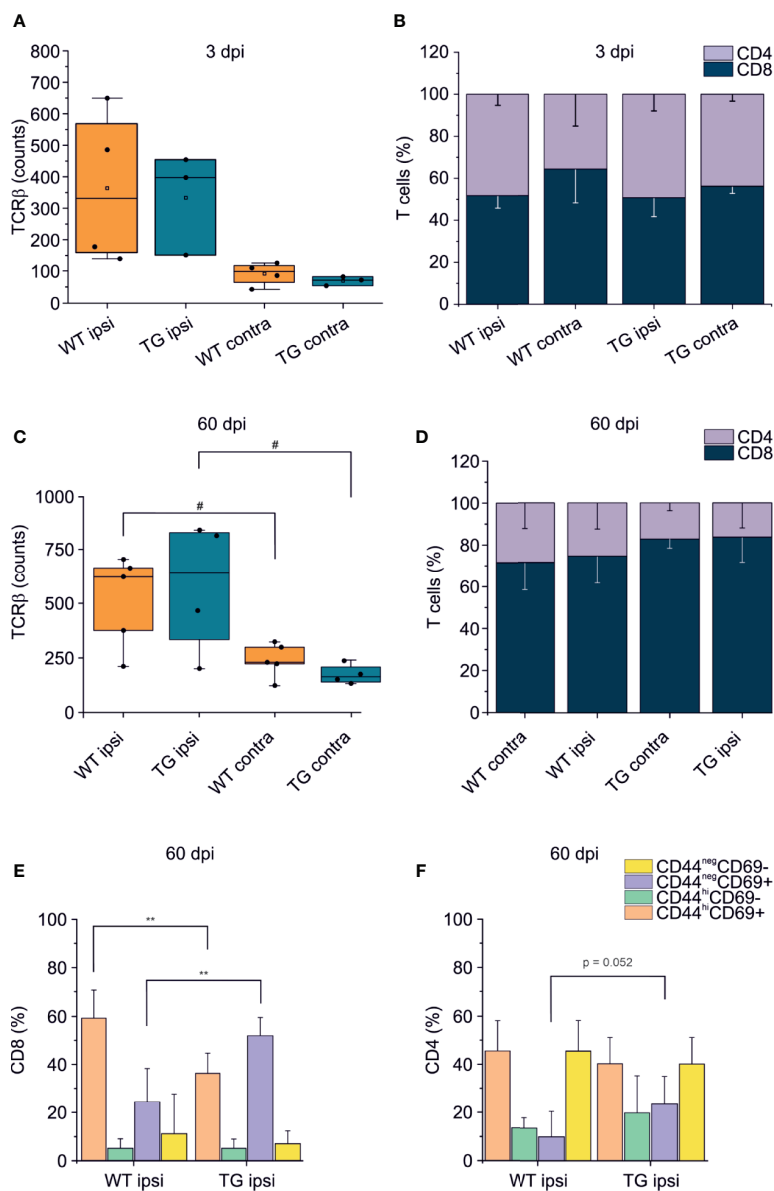 A
3 dpi
TCRβ (counts)
800
700
600
500
400
300
200
100
0
WT ipsi
TG ipsi
WT contra
TG contra
B
3 dpi
CD4
CD8
T cells (%)
120
100
80
60
40
20
0
WT ipsi
WT contra
TG ipsi
TG contra
C
60 dpi
#
#
TCRβ (counts)
1000
750
500
250
0
WT ipsi
TG ipsi
WT contra
TG contra
D
60 dpi
CD4
CD8
T cells (%)
120
100
80
60
40
20
0
WT contra
WT ipsi
TG contra
TG ipsi
E
60 dpi
CD8 (%)
100
80
60
40
20
0
**
**
WT ipsi
TG ipsi
F
60 dpi
CD44negCD69-
CD44negCD69+
CD44hiCD69-
CD44hiCD69+
CD4 (%)
100
80
60
40
20
0
p = 0.052
WT ipsi
TG ipsi